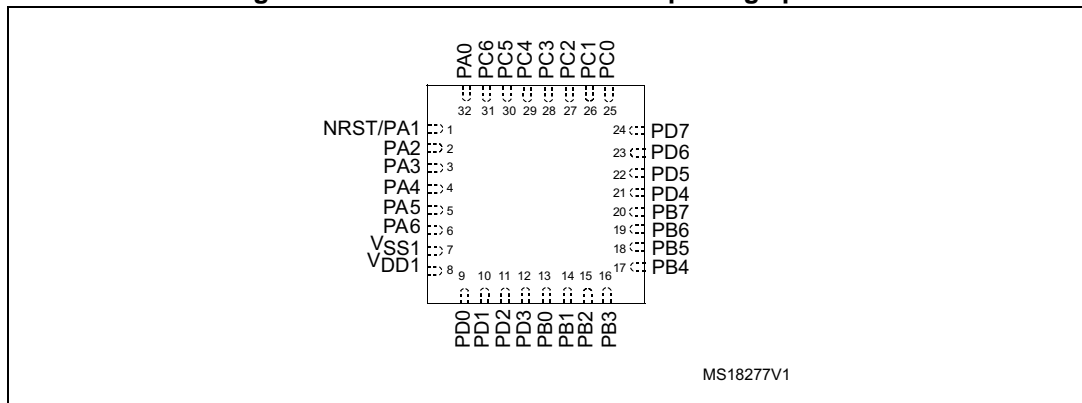 PA0
PC6
PC5
PC4
PC3
PC2
PC1
PC0
32 31 30 29 28 27 26 25
NRST/PA1 1
PA2 2
PA3 3
PA4 4
PA5 5
PA6 6
VSS1 7
VDD1 8
24 PD7
23 PD6
22 PD5
21 PD4
20 PB7
19 PB6
18 PB5
17 PB4
9 10 11 12 13 14 15 16
PD0
PD1
PD2
PD3
PB0
PB1
PB2
PB3
MS18277V1